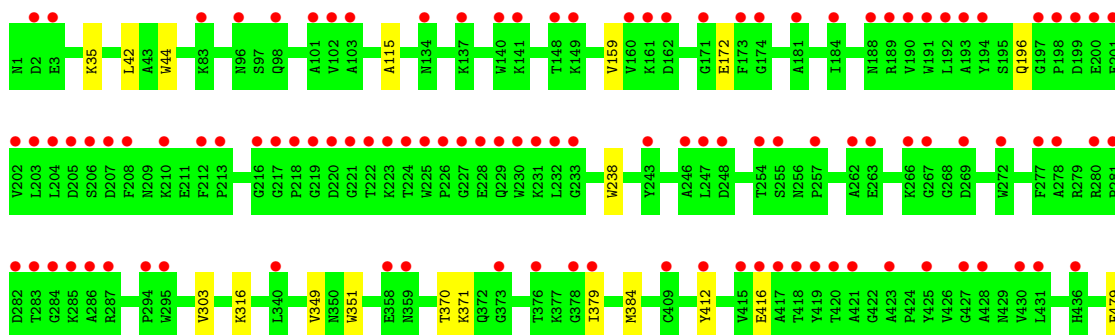 N1 D2 E3 K35 L42 A43 W44 K83 N96 S97 Q98 A101 V102 A103 A115 N134 K137 W140 K141 T148 K149 V159 V160 K161 D162 G171 E172 F173 G174 A181 I184 N188 R189 V190 W191 L192 A193 Y194 S195 Q196 G197 P198 D199 E200
V202 L203 L204 D205 S206 D207 F208 N209 K210 E211 F212 P213 G216 G217 P218 G219 D220 G221 T222 K223 T224 W225 P226 G227 E228 Q229 W230 K231 L232 G233 W238 Y243 A246 L247 D248 T254 S255 N256 P257 A262 E263 K266 G267 G268 D269 W272 F277 A278 R279 R280
D282 T283 G284 K285 A286 R287 P294 W295 V303 K316 L340 V349 N350 W351 E358 N359 T370 K371 Q372 G373 T376 K377 G378 I379 M384 C409 Y412 V415 E416 A417 T418 Y419 T420 A421 G422 A423 P424 Y425 V426 G427 A428 N429 V430 L431 H436